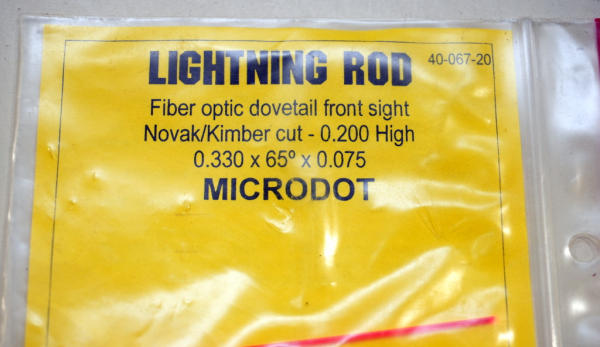 LIGHTNING ROD 40-067-20
Fiber optic dovetail front sight
Novak/Kimber cut - 0.200 High
0.330 x 65º x 0.075
MICRODOT